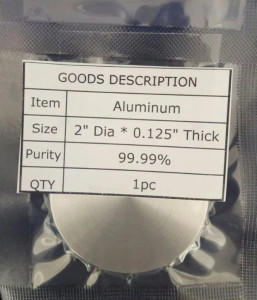 GOODS DESCRIPTION
Item Aluminum
Size 2" Dia * 0.125" Thick
Purity 99.99%
QTY 1pc